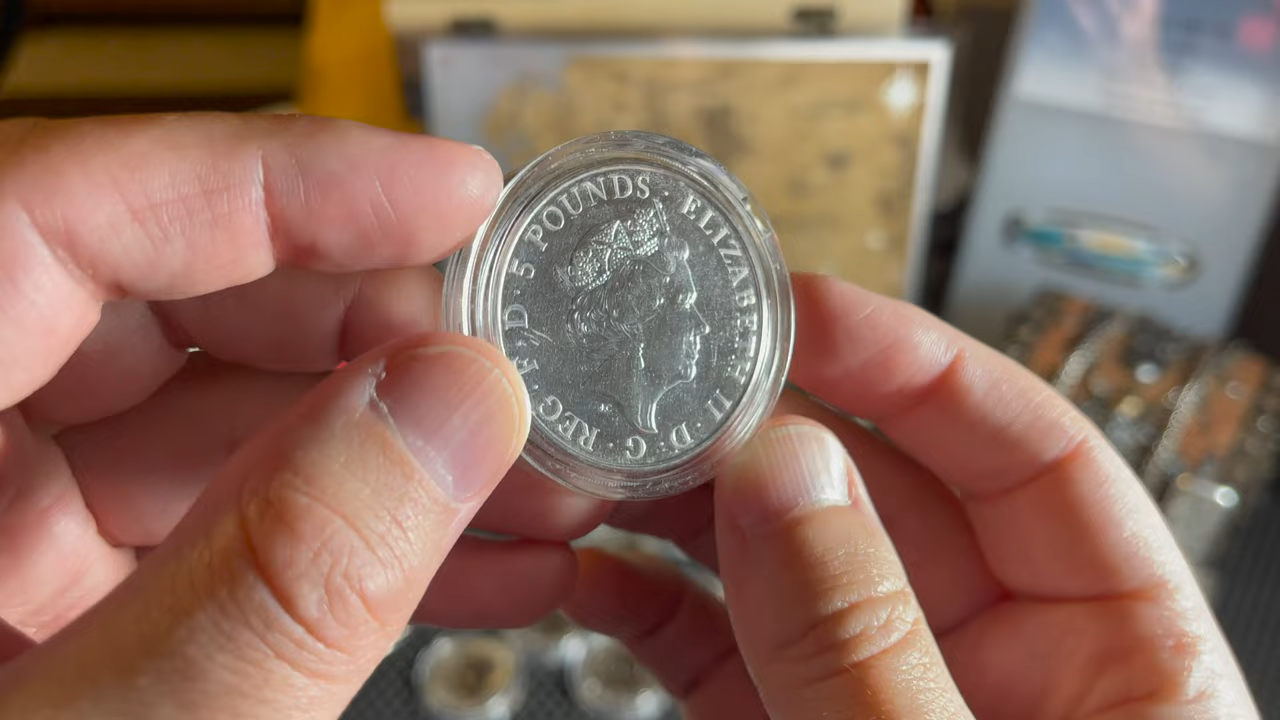 ELIZABETH II · D · G · REG · F · D · 5 POUNDS ·